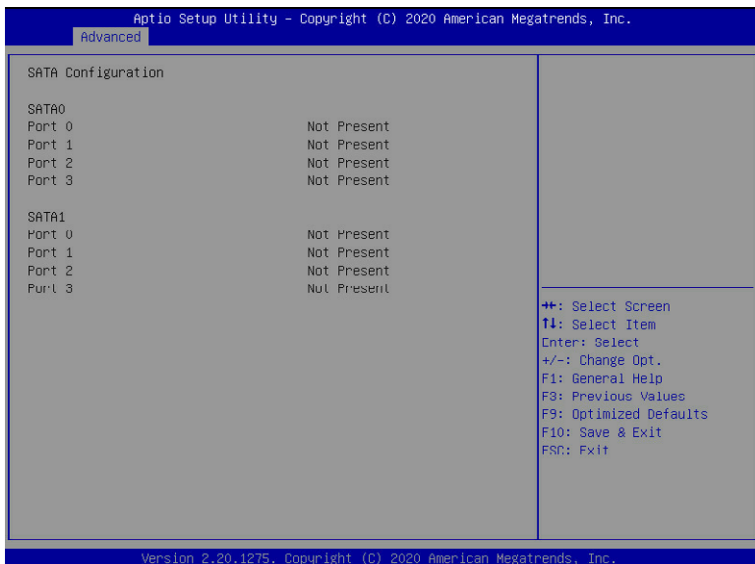 Aptio Setup Utility – Copyright (C) 2020 American Megatrends, Inc.
Advanced
SATA Configuration
SATA0
Port 0 Not Present
Port 1 Not Present
Port 2 Not Present
Port 3 Not Present
SATA1
Port 0 Not Present
Port 1 Not Present
Port 2 Not Present
Port 3 Not Present
→←: Select Screen
↑↓: Select Item
Enter: Select
+/-: Change Opt.
F1: General Help
F3: Previous Values
F9: Optimized Defaults
F10: Save & Exit
ESC: Exit
Version 2.20.1275. Copyright (C) 2020 American Megatrends, Inc.